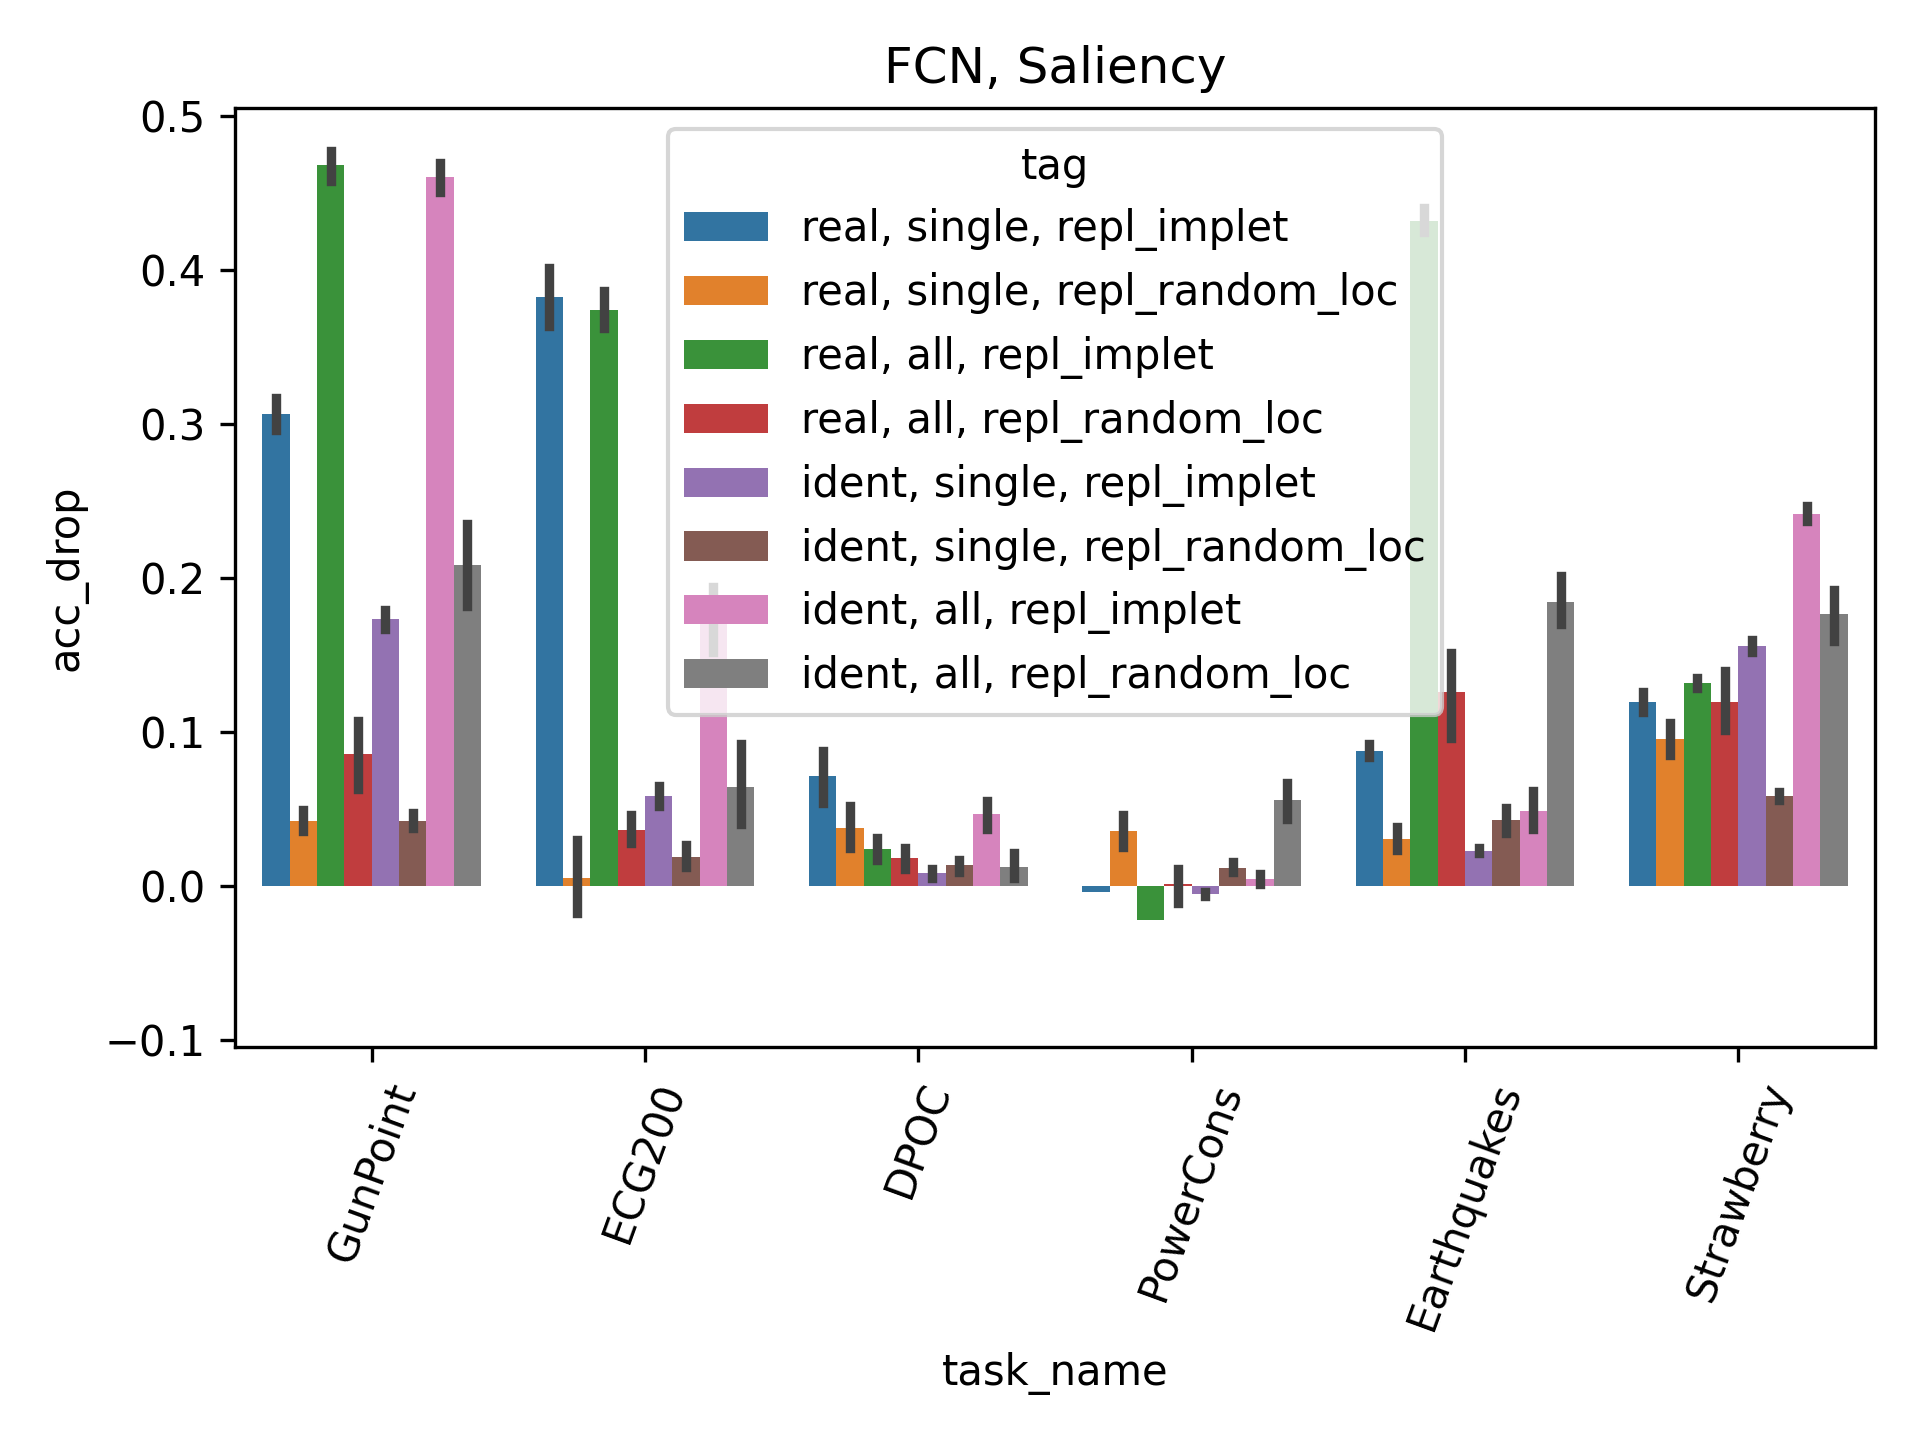 FCN, Saliency
0.5
0.4
0.3
0.2
0.1
0.0
−0.1
acc_drop
tag
real, single, repl_implet
real, single, repl_random_loc
real, all, repl_implet
real, all, repl_random_loc
ident, single, repl_implet
ident, single, repl_random_loc
ident, all, repl_implet
ident, all, repl_random_loc
GunPoint
ECG200
DPOC
PowerCons
Earthquakes
Strawberry
task_name